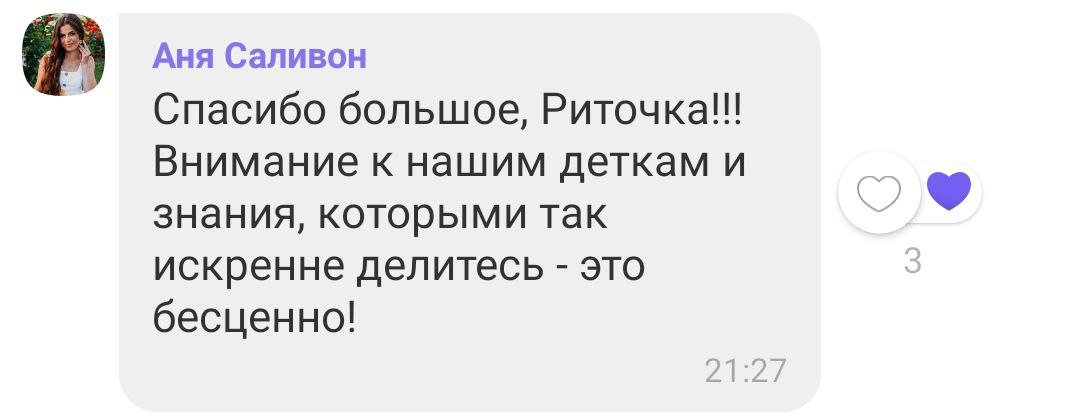 Аня Саливон
Спасибо большое, Риточка!!!
Внимание к нашим деткам и
знания, которыми так
искренне делитесь - это
бесценно!
3
21:27